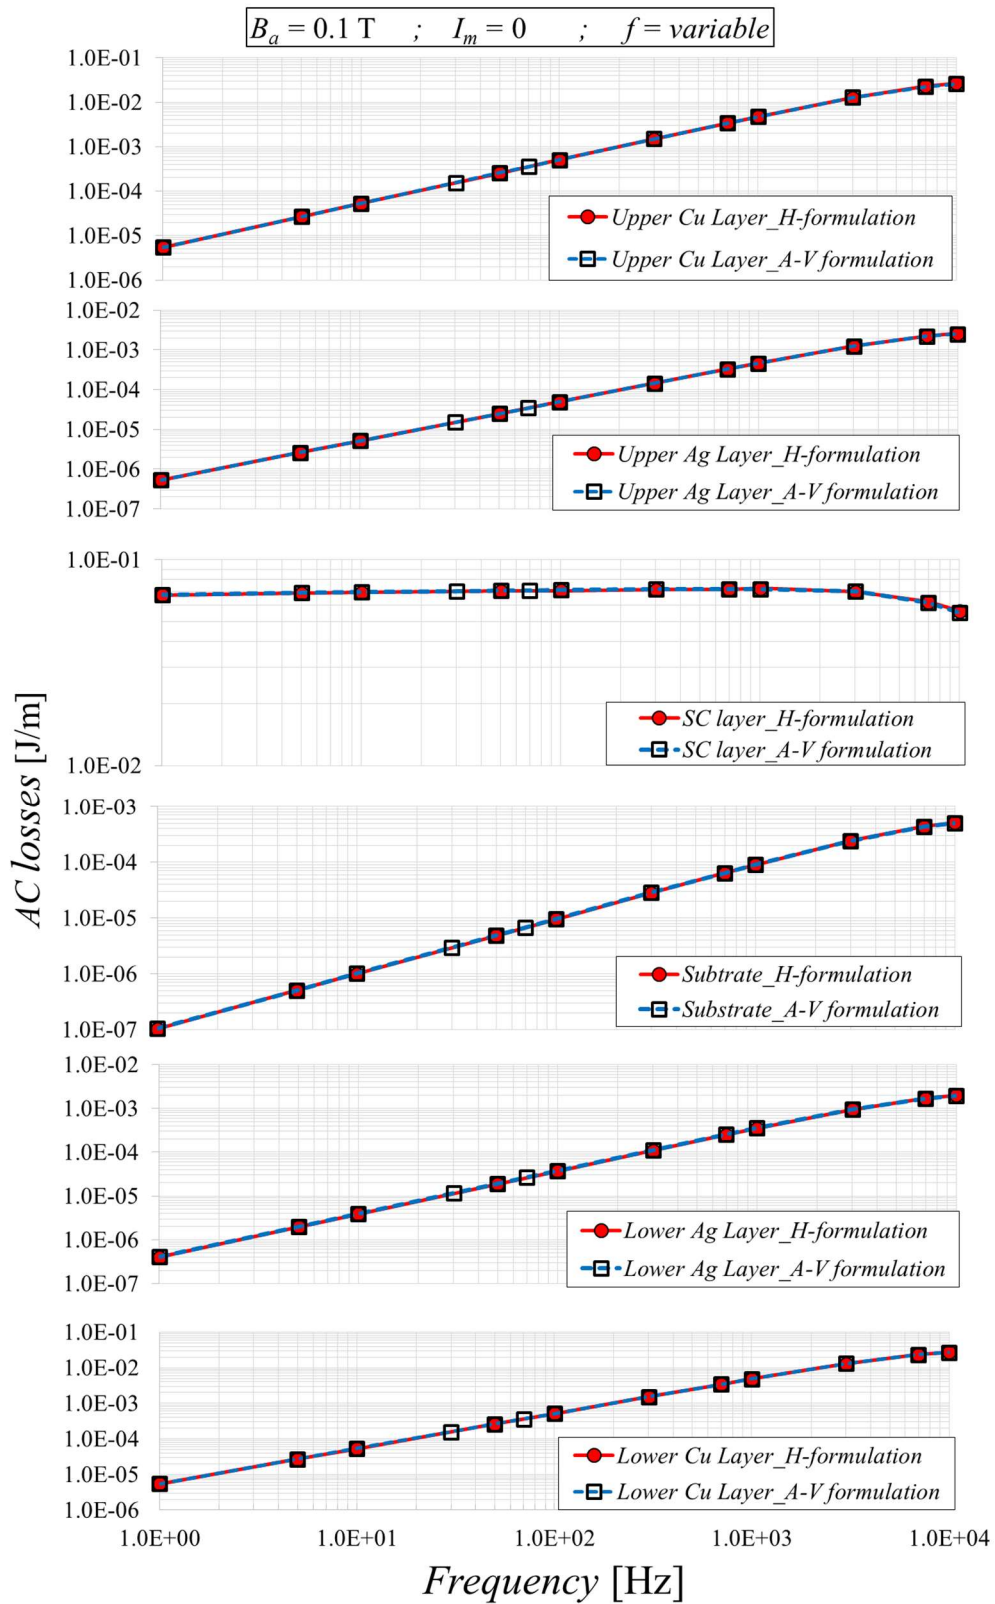 B_a = 0.1 T ; I_m = 0 ; f = variable
1.0E-01
1.0E-02
1.0E-03
1.0E-04
1.0E-05
1.0E-06
Upper Cu Layer_H-formulation
Upper Cu Layer_A-V formulation
1.0E-02
1.0E-03
1.0E-04
1.0E-05
1.0E-06
1.0E-07
Upper Ag Layer_H-formulation
Upper Ag Layer_A-V formulation
1.0E-01
1.0E-02
SC layer_H-formulation
SC layer_A-V formulation
AC losses [J/m]
1.0E-03
1.0E-04
1.0E-05
1.0E-06
1.0E-07
Subtrate_H-formulation
Substrate_A-V formulation
1.0E-02
1.0E-03
1.0E-04
1.0E-05
1.0E-06
1.0E-07
Lower Ag Layer_H-formulation
Lower Ag Layer_A-V formulation
1.0E-01
1.0E-02
1.0E-03
1.0E-04
1.0E-05
1.0E-06
Lower Cu Layer_H-formulation
Lower Cu Layer_A-V formulation
1.0E+00 1.0E+01 1.0E+02 1.0E+03 1.0E+04
Frequency [Hz]